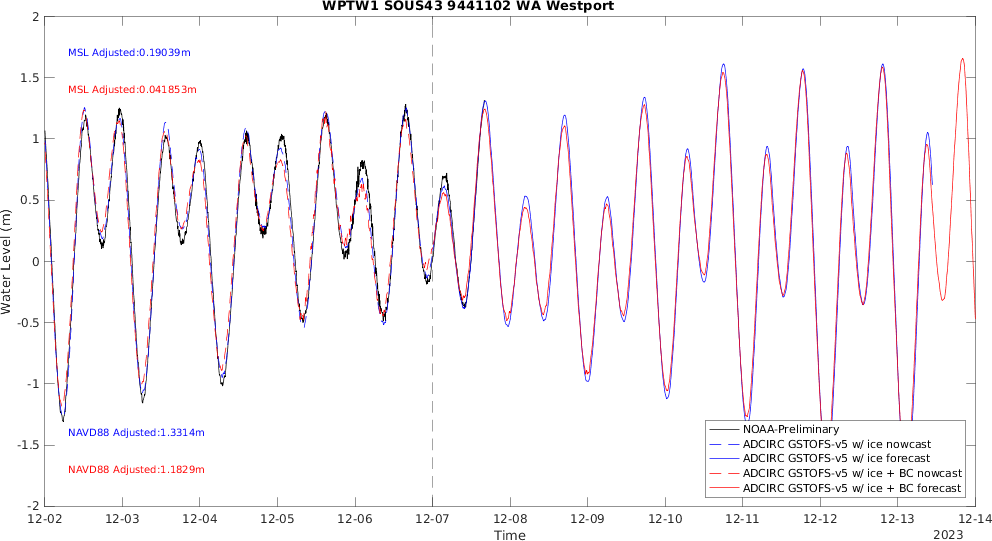 WPTW1 SOUS43 9441102 WA Westport
2
1.5
1
0.5
0
-0.5
-1
-1.5
-2
Water Level (m)
MSL Adjusted:0.19039m
MSL Adjusted:0.041853m
NAVD88 Adjusted:1.3314m
NAVD88 Adjusted:1.1829m
NOAA-Preliminary
ADCIRC GSTOFS-v5 w/ ice nowcast
ADCIRC GSTOFS-v5 w/ ice forecast
ADCIRC GSTOFS-v5 w/ ice + BC nowcast
ADCIRC GSTOFS-v5 w/ ice + BC forecast
12-02 12-03 12-04 12-05 12-06 12-07 12-08 12-09 12-10 12-11 12-12 12-13 12-14
Time
2023